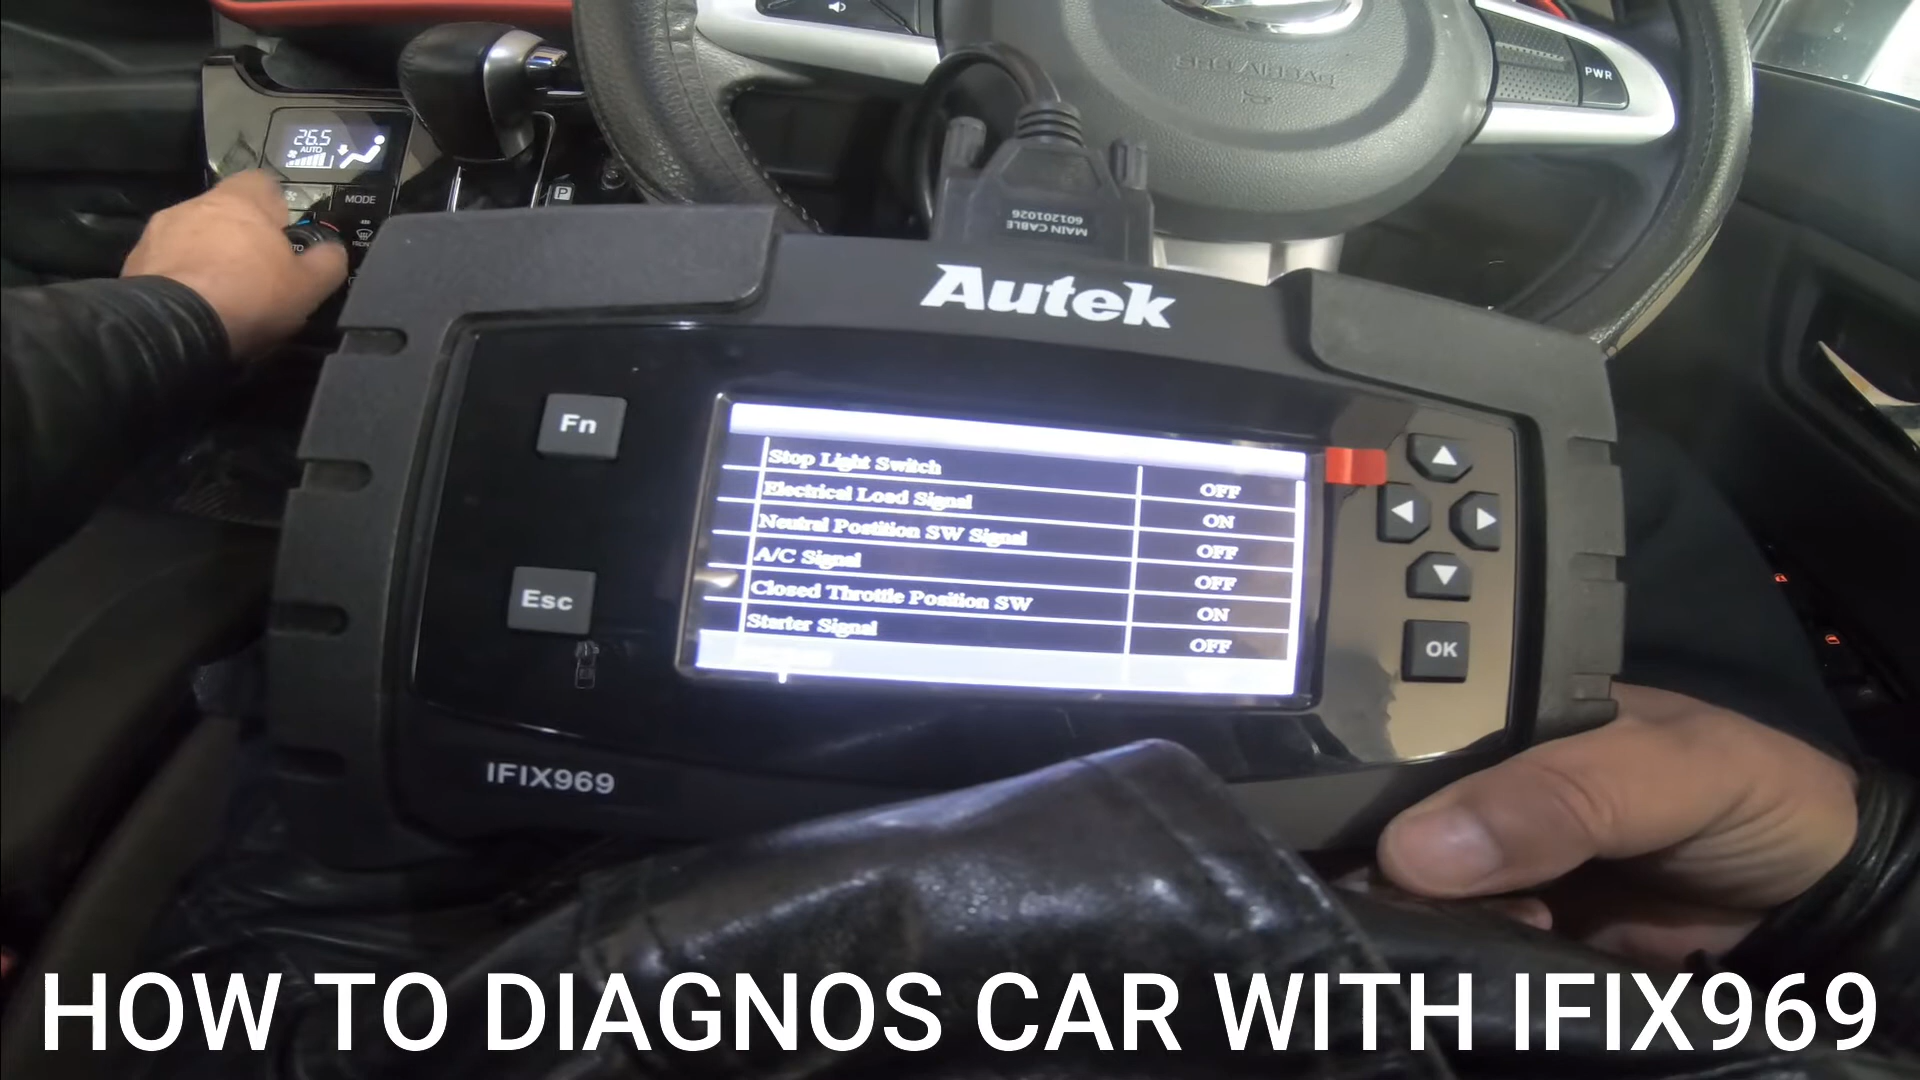 PWR
26.5
AUTO
MODE
P
MAIN CABLE
601201026
Autek
Fn
Stop Light Switch OFF
Electrical Load Signal ON
Neutral Postition SW Signal OFF
A/C Signal OFF
Closed Throttle Position SW ON
Starter Signal OFF
Esc
OK
IFIX969
HOW TO DIAGNOS CAR WITH IFIX969